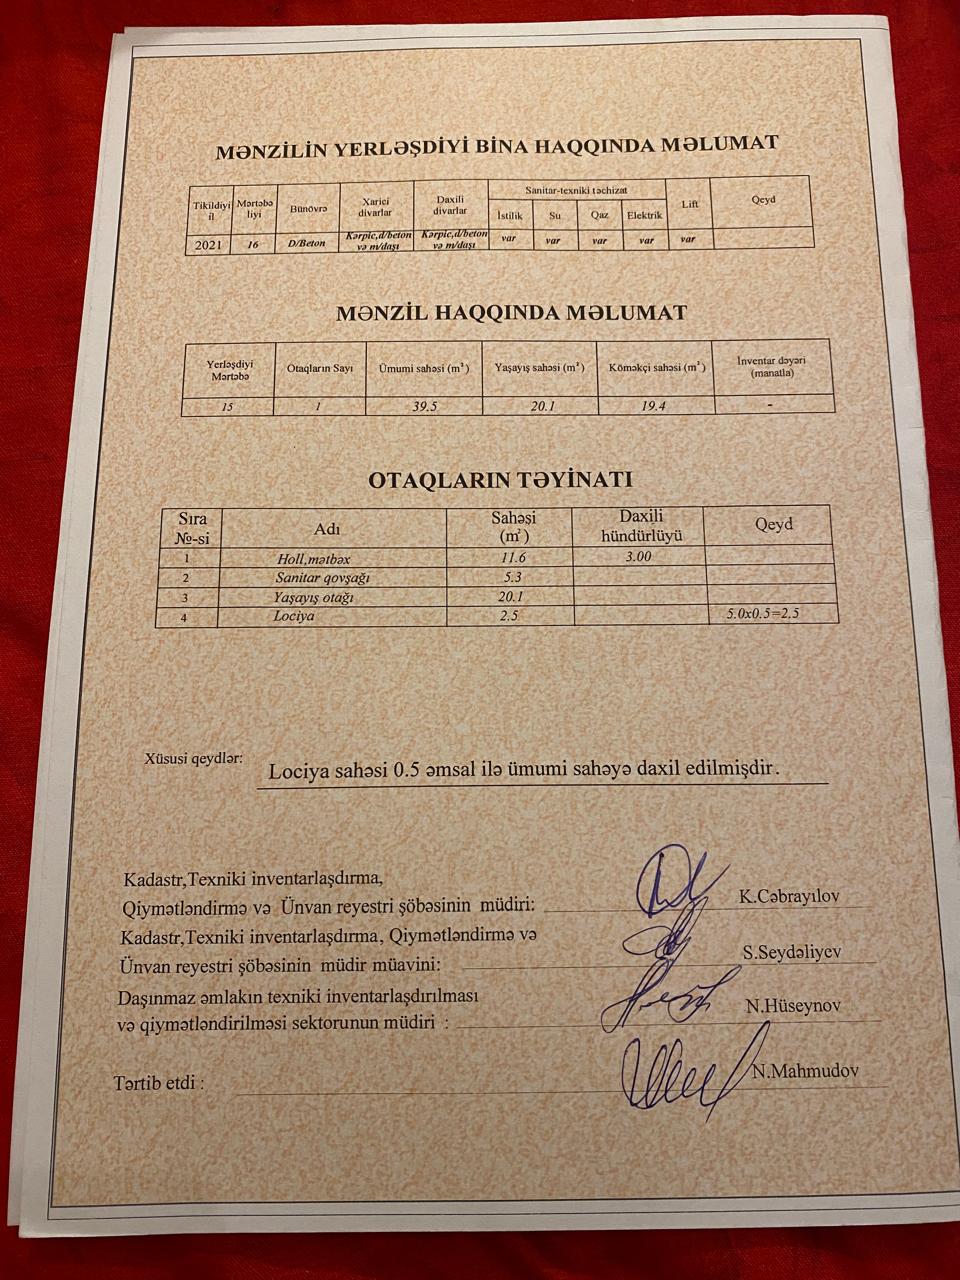 MƏNZİLİN YERLƏŞDİYİ BİNA HAQQINDA MƏLUMAT
Tikildiyi il Mərtəbəliyi Bünövrə Xarici divarlar Daxili divarlar Sanitar-texniki təchizat Lift Qeyd
İstilik Su Qaz Elektrik
2021 16 D/Beton Kərpic,d/beton və m/daşı Kərpic,d/beton və m/daşı var var var var var
MƏNZİL HAQQINDA MƏLUMAT
Yerləşdiyi Mərtəbə Otaqların Sayı Ümumi sahəsi (m²) Yaşayış sahəsi (m²) Köməkçi sahəsi (m²) İnventar dəyəri (manatla)
15 1 39.5 20.1 19.4 -
OTAQLARIN TƏYİNATI
Sıra №-si Adı Sahəsi (m²) Daxili hündürlüyü Qeyd
1 Holl,mətbəx 11.6 3.00
2 Sanitar qovşağı 5.3
3 Yaşayış otağı 20.1
4 Lociya 2.5 5.0x0.5=2.5
Xüsusi qeydlər: Lociya sahəsi 0.5 əmsal ilə ümumi sahəyə daxil edilmişdir.
Kadastr,Texniki inventarlaşdırma,
Qiymətləndirmə və Ünvan reyestri şöbəsinin müdiri: K.Cəbrayılov
Kadastr,Texniki inventarlaşdırma, Qiymətləndirmə və
Ünvan reyestri şöbəsinin müdir müavini: S.Seydəliyev
Daşınmaz əmlakın texniki inventarlaşdırılması
və qiymətləndirilməsi sektorunun müdiri : N.Hüseynov
Tərtib etdi : N.Mahmudov